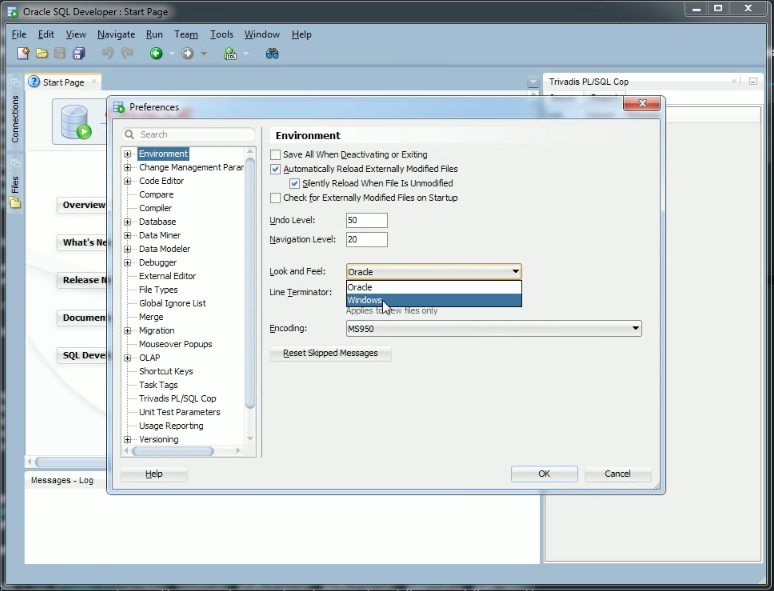 Oracle SQL Developer : Start Page
File Edit View Navigate Run Team Tools Window Help
Start Page
Trivadis PL/SQL Cop
Connections
Files
Preferences
Search
Environment
Change Management Param
Code Editor
Compare
Compiler
Database
Data Miner
Data Modeler
Debugger
External Editor
File Types
Global Ignore List
Merge
Migration
Mouseover Popups
OLAP
Shortcut Keys
Task Tags
Trivadis PL/SQL Cop
Unit Test Parameters
Usage Reporting
Versioning
Environment
Save All When Deactivating or Exiting
Automatically Reload Externally Modified Files
Silently Reload When File Is Unmodified
Check for Externally Modified Files on Startup
Undo Level: 50
Navigation Level: 20
Look and Feel: Oracle
Oracle
Line Terminator:
Windows
Applies to new files only
Encoding: MS950
Reset Skipped Messages
Help
OK
Cancel
Overview
What's Ne
Release N
Documen
SQL Devel
Messages - Log